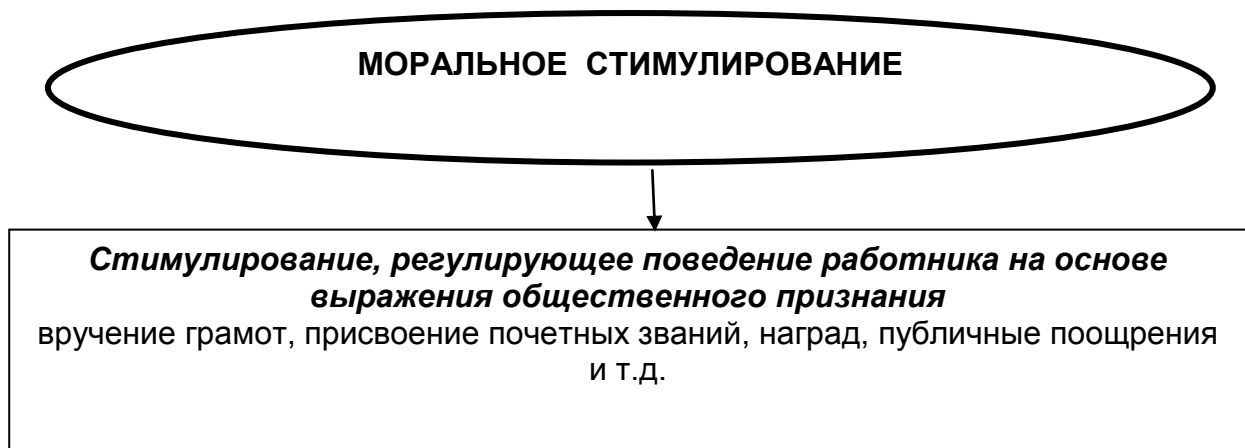 МОРАЛЬНОЕ СТИМУЛИРОВАНИЕ
Стимулирование, регулирующее поведение работника на основе
выражения общественного признания
вручение грамот, присвоение почетных званий, наград, публичные поощрения
и т.д.